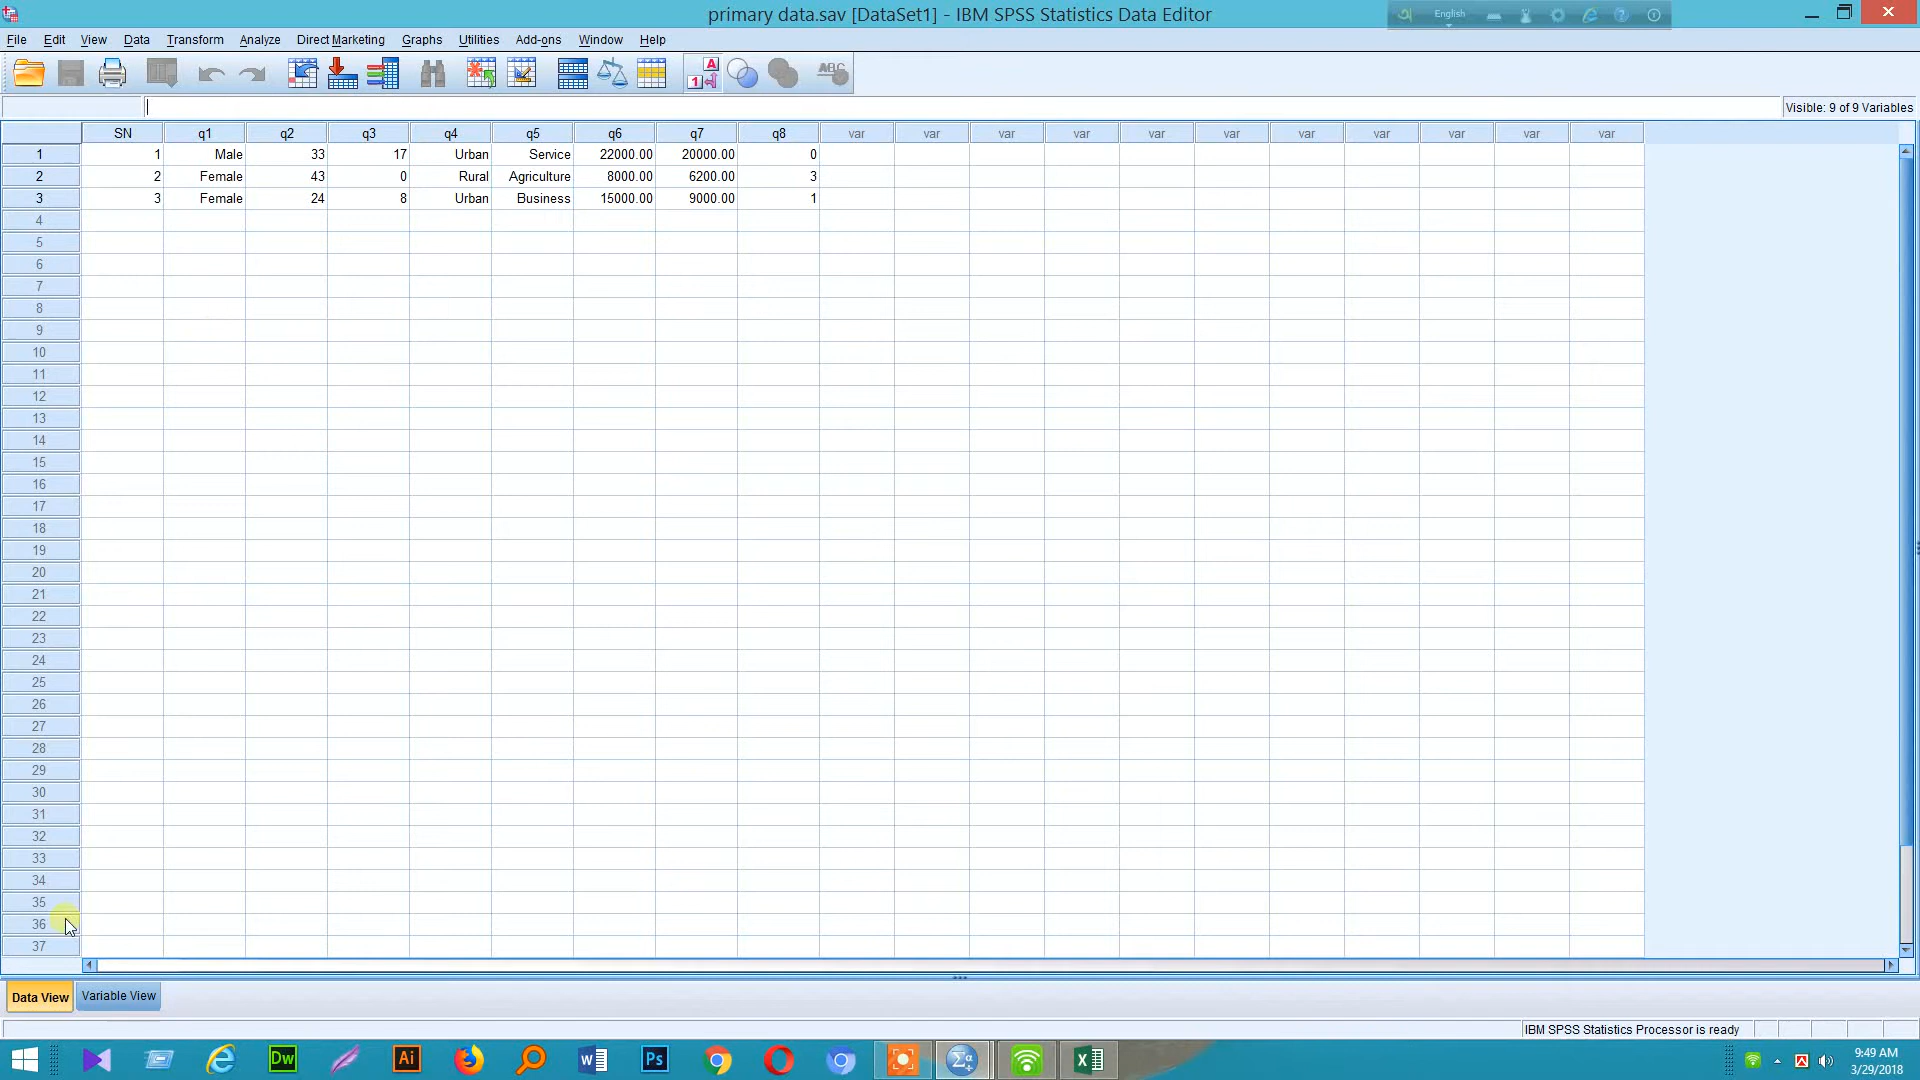 primary data.sav [DataSet1] - IBM SPSS Statistics Data Editor
English
File Edit View Data Transform Analyze Direct Marketing Graphs Utilities Add-ons Window Help
1 A ABC
Visible: 9 of 9 Variables
SN q1 q2 q3 q4 q5 q6 q7 q8 var var var var var var var var var var var
1 1 Male 33 17 Urban Service 22000.00 20000.00 0
2 2 Female 43 0 Rural Agriculture 8000.00 6200.00 3
3 3 Female 24 8 Urban Business 15000.00 9000.00 1
4
5
6
7
8
9
10
11
12
13
14
15
16
17
18
19
20
21
22
23
24
25
26
27
28
29
30
31
32
33
34
35
36
37
Data View Variable View
IBM SPSS Statistics Processor is ready
Dw Ai W Ps Σα X
9:49 AM
3/29/2018